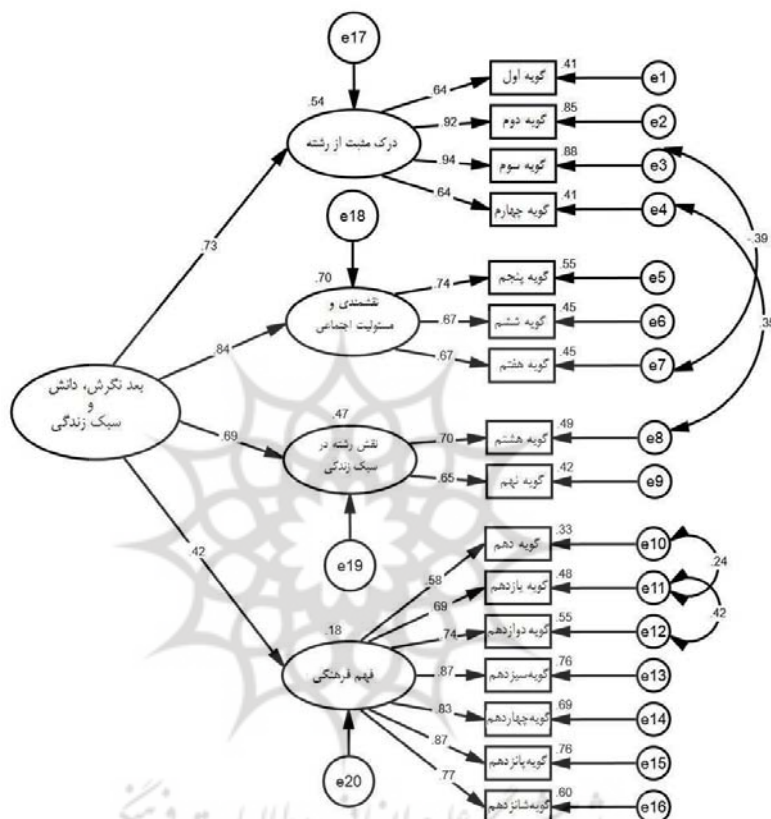 e17
.54
درک مثبت از رشته
.64
گویه اول
.41
e1
.92
گویه دوم
.85
e2
.94
گویه سوم
.88
e3
.64
گویه چهارم
.41
e4
-.39
.73
e18
.70
نقشمندی و
مسئولیت اجتماعی
.74
گویه پنجم
.55
e5
.67
گویه ششم
.45
e6
.67
گویه هفتم
.45
e7
.84
بعد نگرش، دانش
و
سبک زندگی
.69
.47
نقش رشته در
سبک زندگی
.70
گویه هشتم
.49
e8
.65
گویه نهم
.42
e9
e19
.42
.58
گویه دهم
.33
e10
.24
.69
گویه یازدهم
.48
e11
.42
.74
گویه دوازدهم
.55
e12
.18
فهم فرهنگی
.87
گویه سیزدهم
.76
e13
.83
گویه چهاردهم
.69
e14
.87
گویه پانزدهم
.76
e15
.77
گویه شانزدهم
.60
e16
e20